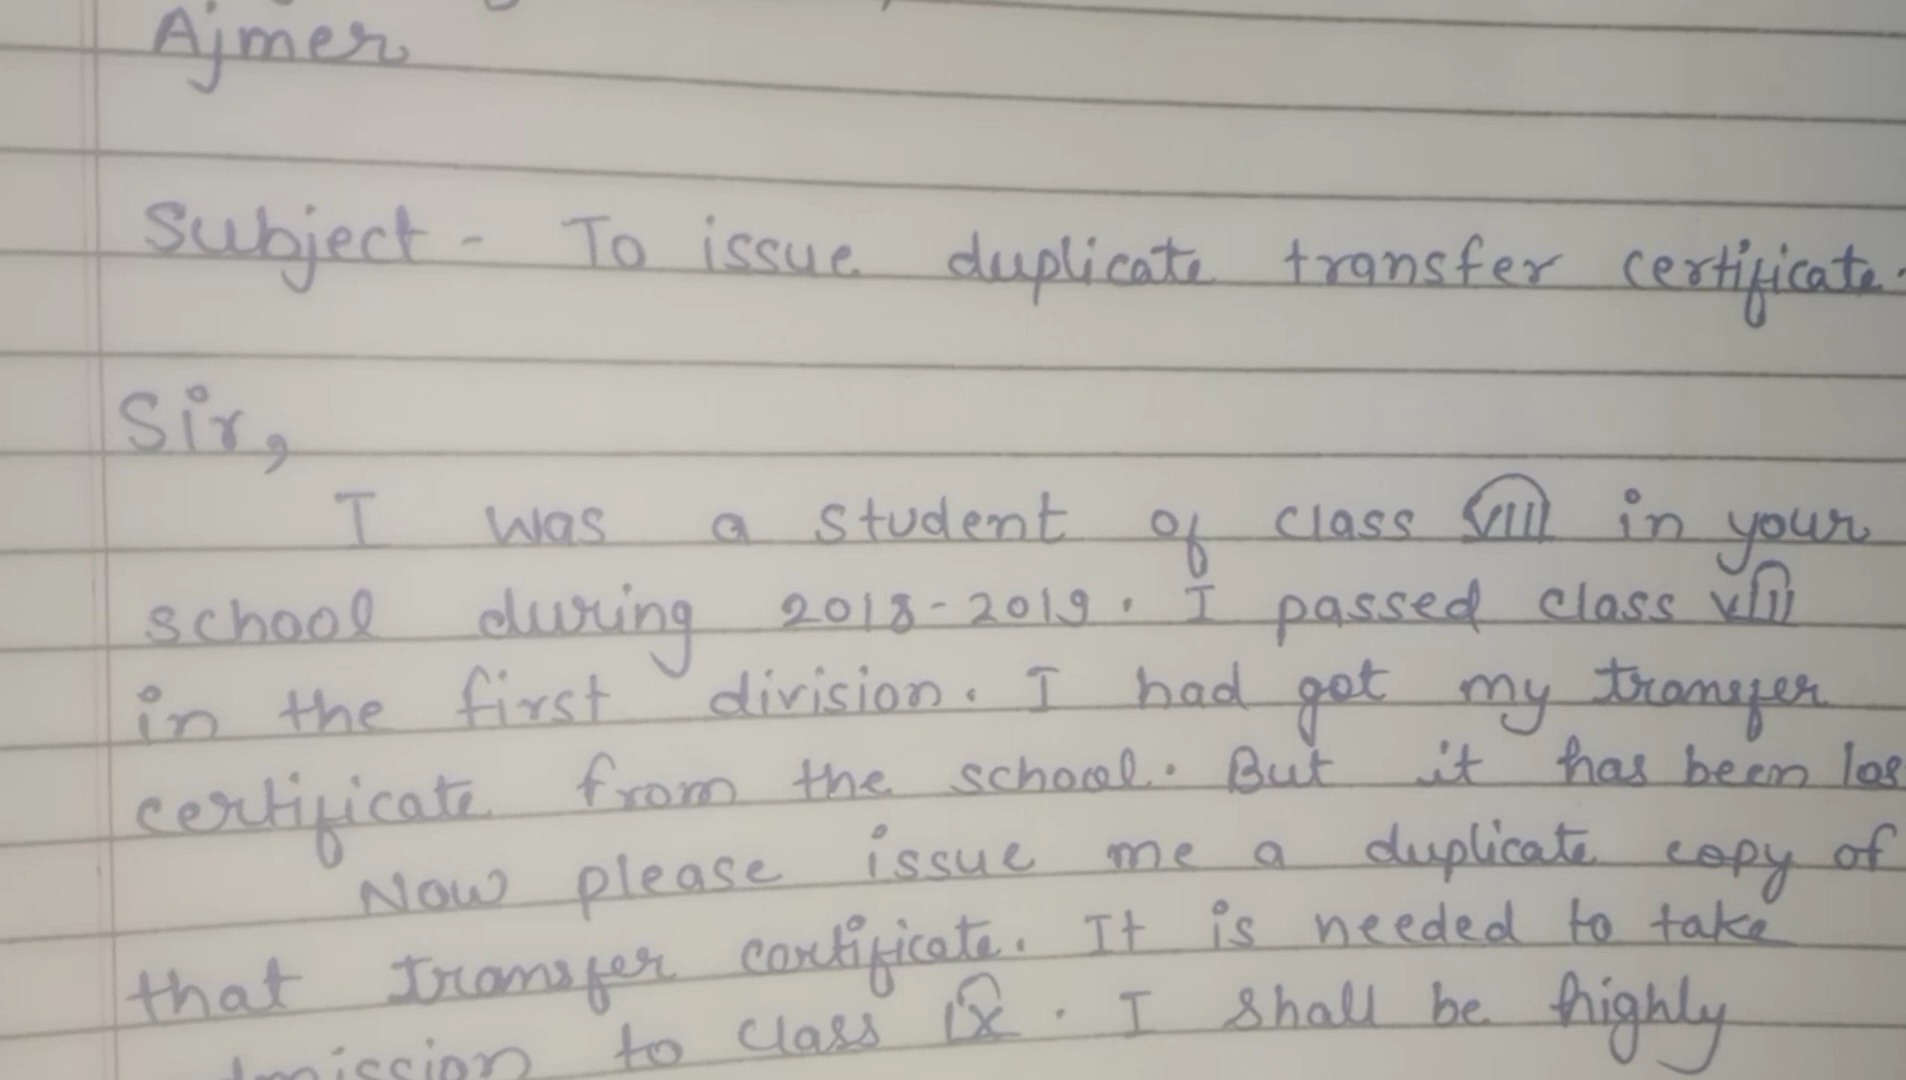 Ajmer
Subject - To issue duplicate transfer certificate.
Sir,
I was a student of class VIII in your
school during 2018-2019. I passed class VIII
in the first division. I had got my transfer
certificate from the school. But it has been los
Now please issue me a duplicate copy of
that transfer certificate. It is needed to take
dmission to class IX. I shall be highly